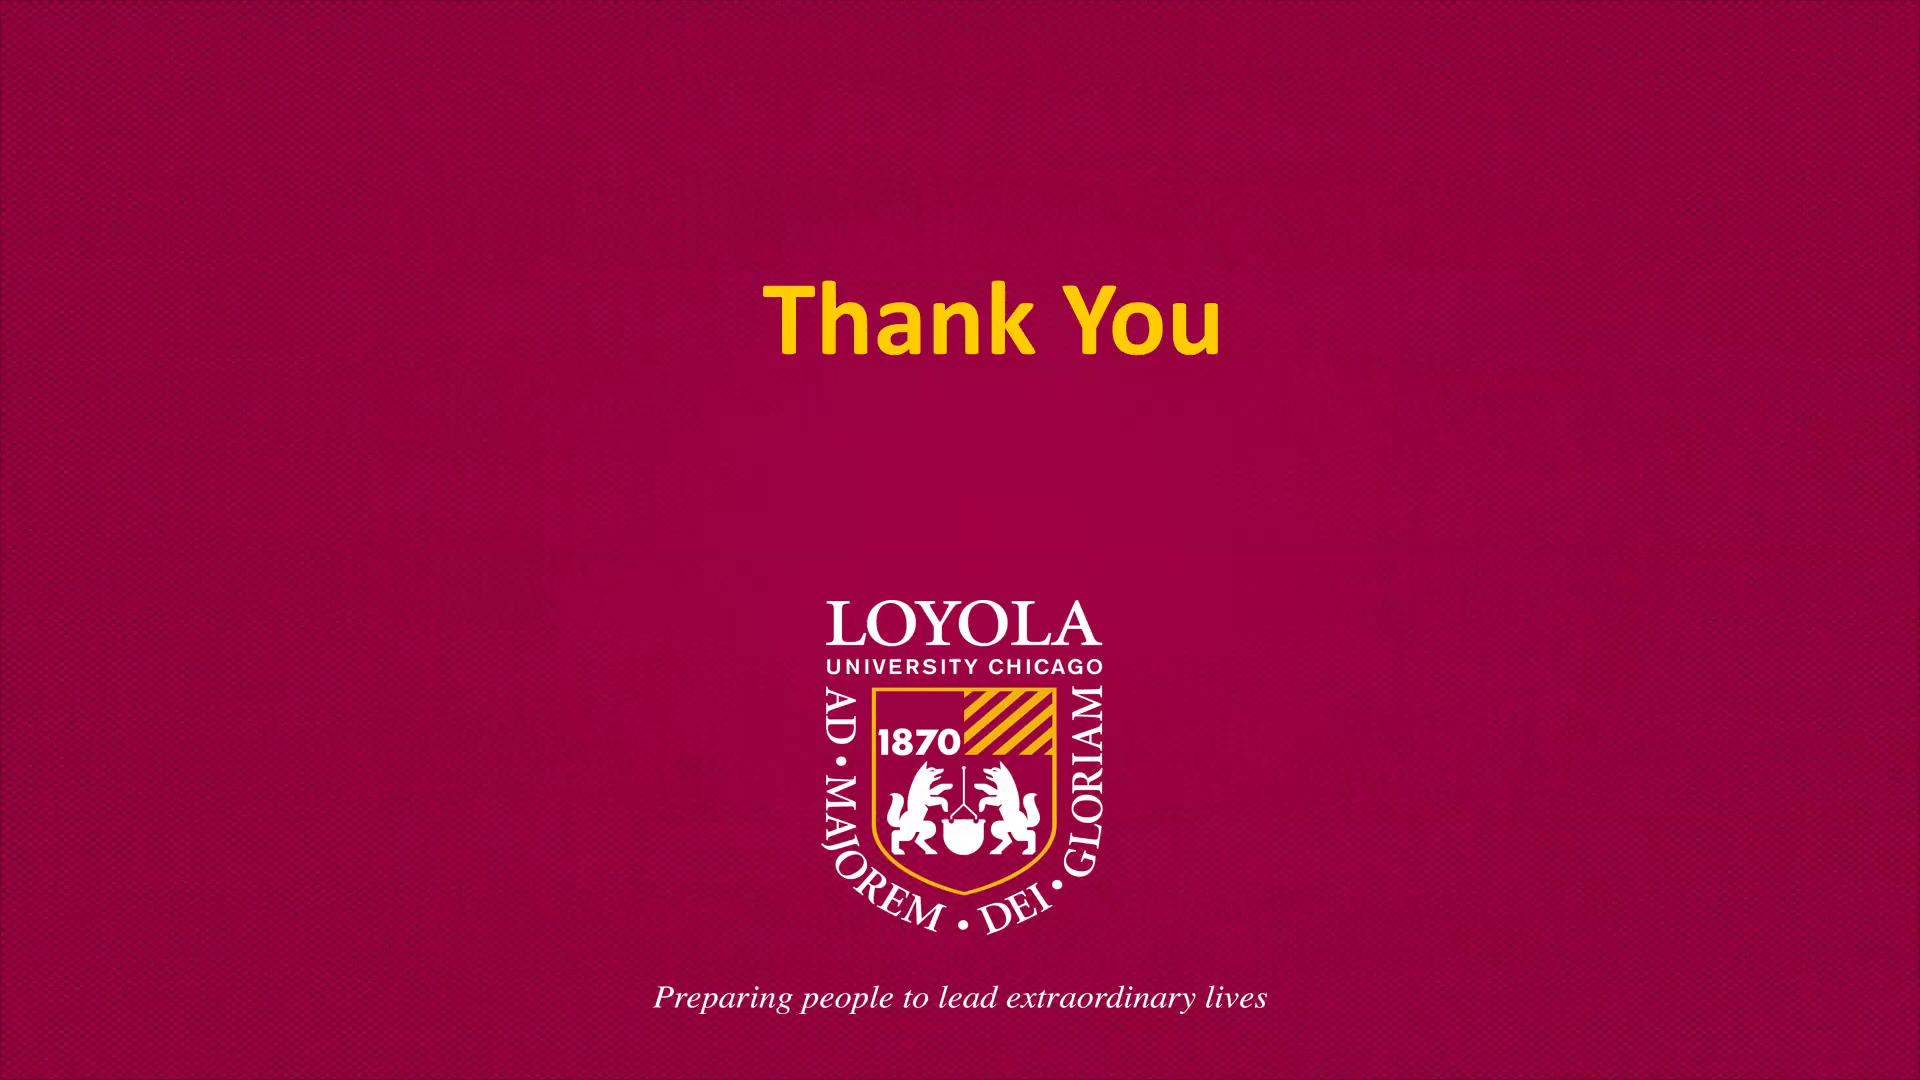 Thank You
LOYOLA
UNIVERSITY CHICAGO
1870
AD • MAJOREM • DEI • GLORIAM
Preparing people to lead extraordinary lives